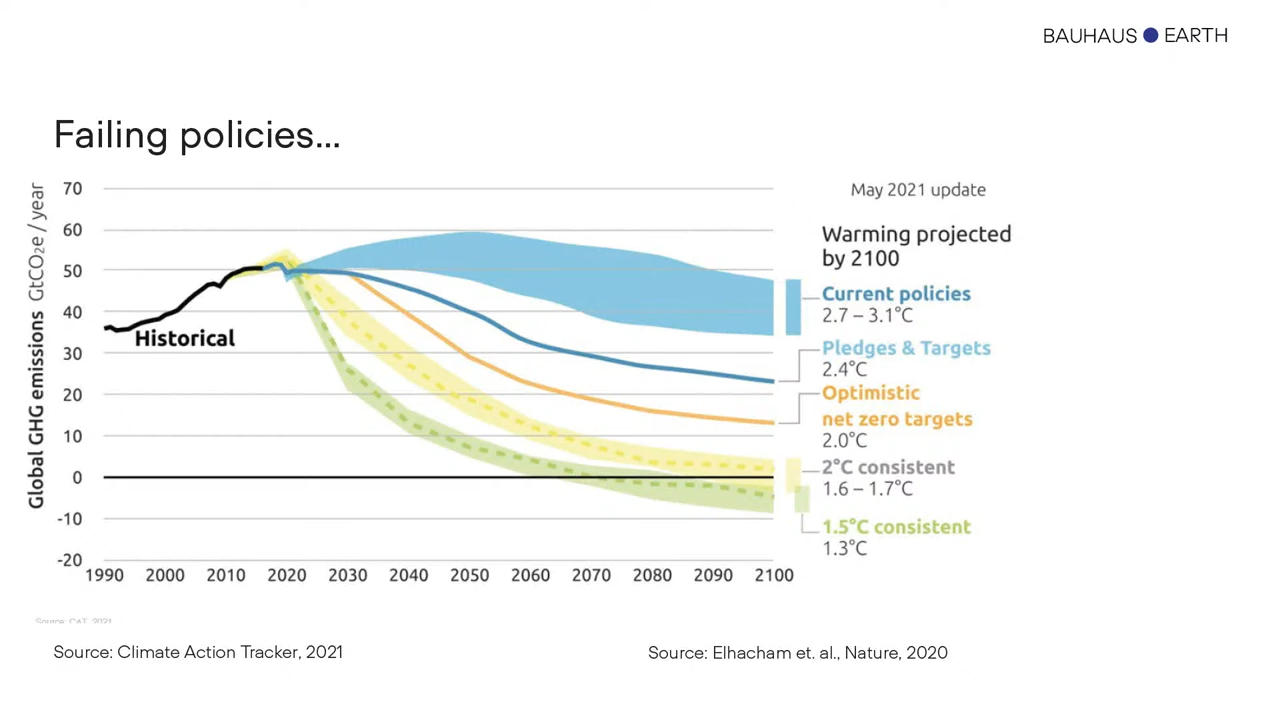 BAUHAUS EARTH
Failing policies...
Global GHG emissions GtCO2e / year
70
60
50
40
30
20
10
0
-10
-20
1990 2000 2010 2020 2030 2040 2050 2060 2070 2080 2090 2100
Historical
May 2021 update
Warming projected
by 2100
Current policies
2.7 – 3.1°C
Pledges & Targets
2.4°C
Optimistic
net zero targets
2.0°C
2°C consistent
1.6 – 1.7°C
1.5°C consistent
1.3°C
Source: CAT, 2021
Source: Climate Action Tracker, 2021
Source: Elhacham et. al., Nature, 2020